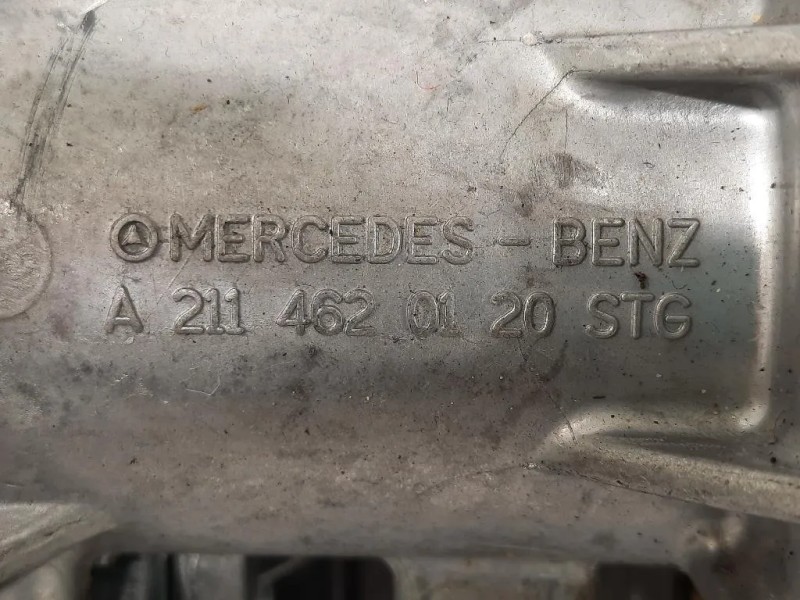 MERCEDES - BENZ
A 211 462 01 20 STG